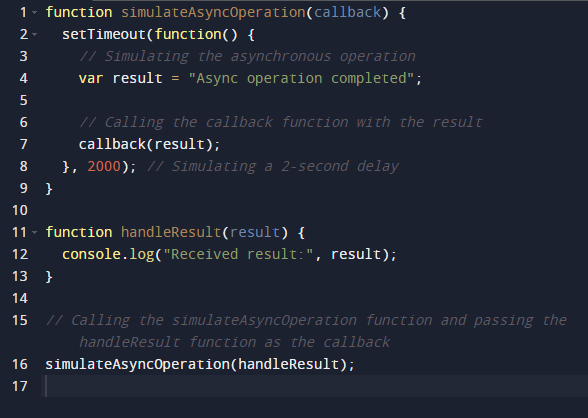 1 function simulateAsyncOperation(callback) {
2 setTimeout(function() {
3 // Simulating the asynchronous operation
4 var result = "Async operation completed";
5
6 // Calling the callback function with the result
7 callback(result);
8 }, 2000); // Simulating a 2-second delay
9 }
10
11 function handleResult(result) {
12 console.log("Received result:", result);
13 }
14
15 // Calling the simulateAsyncOperation function and passing the
handleResult function as the callback
16 simulateAsyncOperation(handleResult);
17